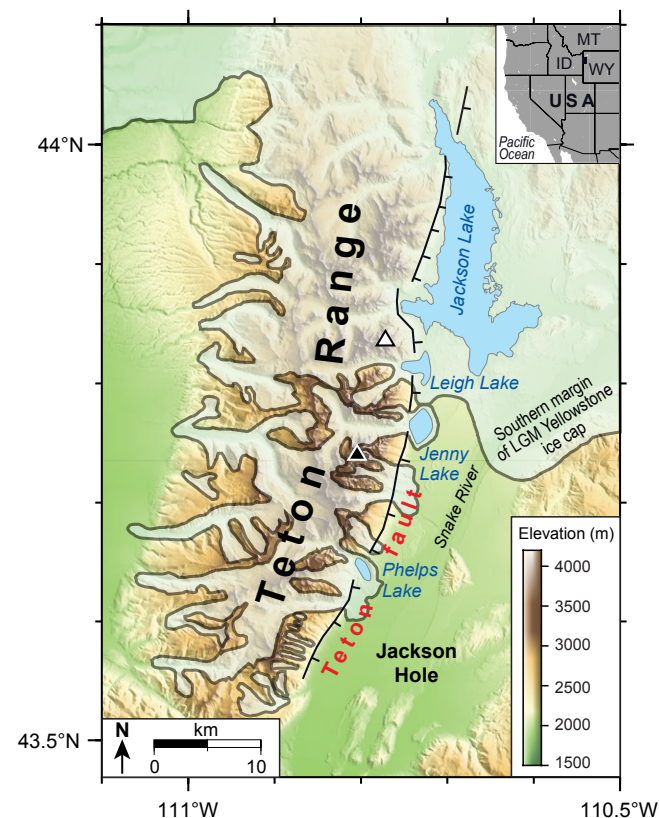 MT
ID
WY
USA
Pacific
Ocean
44°N
Jackson Lake
Range
Leigh Lake
Southern margin
of LGM Yellowstone
ice cap
Jenny
Lake
Snake River
Teton
Teton fault
Phelps
Lake
Jackson
Hole
Elevation (m)
4000
3500
3000
2500
2000
1500
43.5°N
N
km
0 10
111°W 110.5°W